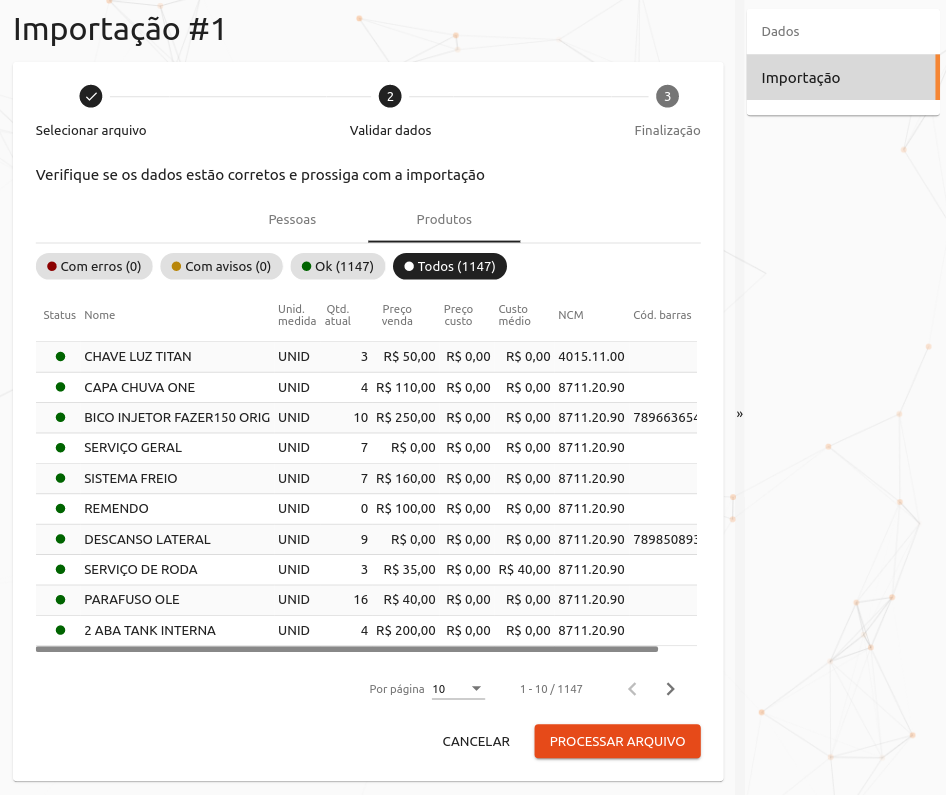 Importação #1
Dados
Importação
2
3
Selecionar arquivo
Validar dados
Finalização
Verifique se os dados estão corretos e prossiga com a importação
Pessoas
Produtos
Com erros (0)
Com avisos (0)
Ok (1147)
Todos (1147)
Status Nome Unid. medida Qtd. atual Preço venda Preço custo Custo médio NCM Cód. barras
CHAVE LUZ TITAN UNID 3 R$ 50,00 R$ 0,00 R$ 0,00 4015.11.00
CAPA CHUVA ONE UNID 4 R$ 110,00 R$ 0,00 R$ 0,00 8711.20.90
BICO INJETOR FAZER150 ORIG UNID 10 R$ 250,00 R$ 0,00 R$ 0,00 8711.20.90 789663654
SERVIÇO GERAL UNID 7 R$ 0,00 R$ 0,00 R$ 0,00 8711.20.90
SISTEMA FREIO UNID 7 R$ 160,00 R$ 0,00 R$ 0,00 8711.20.90
REMENDO UNID 0 R$ 100,00 R$ 0,00 R$ 0,00 8711.20.90
DESCANSO LATERAL UNID 9 R$ 0,00 R$ 0,00 R$ 0,00 8711.20.90 789850893
SERVIÇO DE RODA UNID 3 R$ 35,00 R$ 0,00 R$ 40,00 8711.20.90
PARAFUSO OLE UNID 16 R$ 40,00 R$ 0,00 R$ 0,00 8711.20.90
2 ABA TANK INTERNA UNID 4 R$ 200,00 R$ 0,00 R$ 0,00 8711.20.90
»
Por página 10 1 - 10 / 1147
CANCELAR
PROCESSAR ARQUIVO